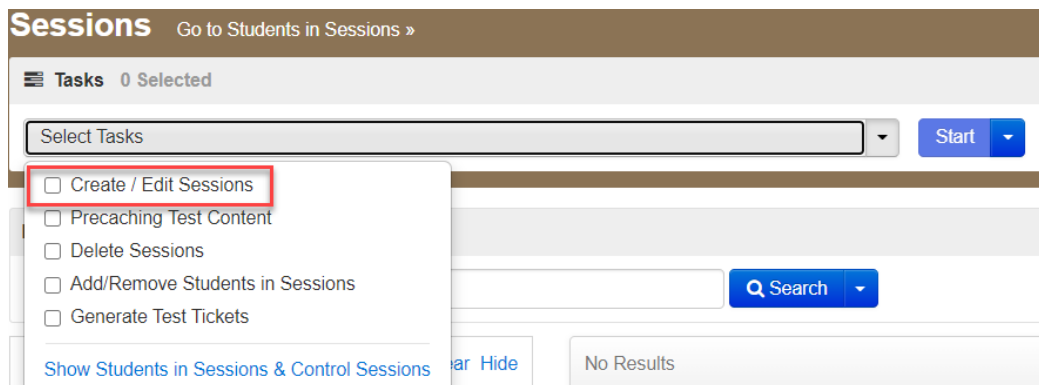 Sessions Go to Students in Sessions »
Tasks 0 Selected
Select Tasks
Start
Create / Edit Sessions
Precaching Test Content
Delete Sessions
Search
Add/Remove Students in Sessions
Generate Test Tickets
Show Students in Sessions & Control Sessions
Hide
No Results